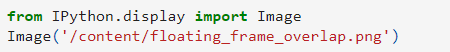 from IPython.display import Image
Image('/content/floating_frame_overlap.png')